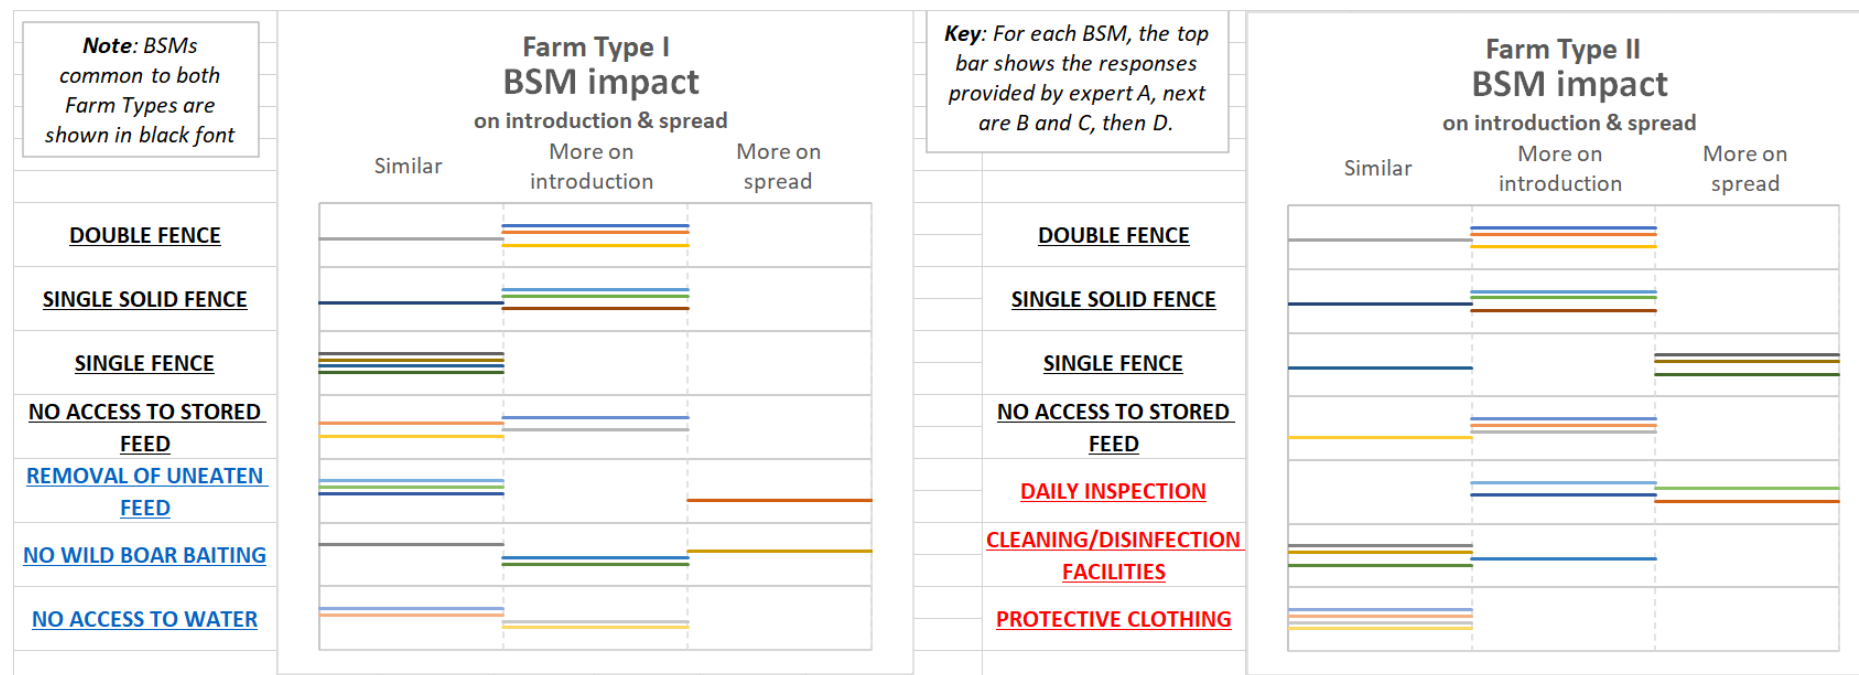 Note: BSMs
common to both
Farm Types are
shown in black font
Farm Type I
BSM impact
on introduction & spread
Similar
More on
introduction
More on
spread
DOUBLE FENCE
SINGLE SOLID FENCE
SINGLE FENCE
NO ACCESS TO STORED
FEED
REMOVAL OF UNEATEN
FEED
NO WILD BOAR BAITING
NO ACCESS TO WATER
Key: For each BSM, the top
bar shows the responses
provided by expert A, next
are B and C, then D.
Farm Type II
BSM impact
on introduction & spread
Similar
More on
introduction
More on
spread
DOUBLE FENCE
SINGLE SOLID FENCE
SINGLE FENCE
NO ACCESS TO STORED
FEED
DAILY INSPECTION
CLEANING/DISINFECTION
FACILITIES
PROTECTIVE CLOTHING